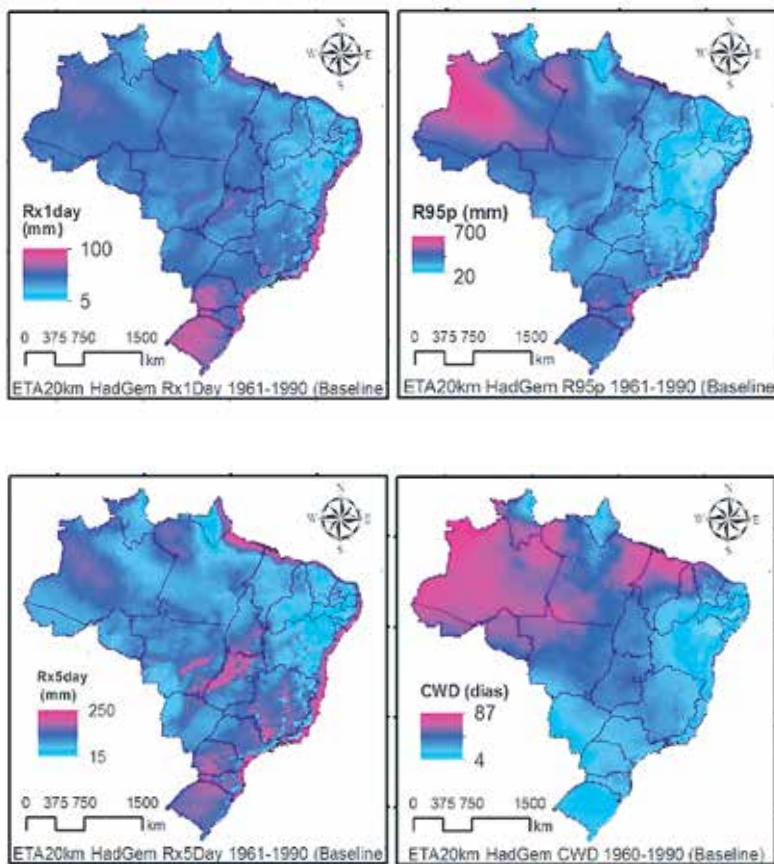 N
W E
S
Rx1day
(mm)
100
5
0 375 750 1500
km
ETA20km HadGem Rx1Day 1961-1990 (Baseline
N
W E
S
R95p (mm)
700
20
0 375 750 1500
km
ETA20km HadGem R95p 1961-1990 (Baseline
N
W E
S
Rx5day
(mm)
250
15
0 375 750 1500
km
ETA20km HadGem Rx5Day 1961-1990 (Baseline
N
W E
S
CWD (dias)
87
4
0 375 750 1500
km
ETA20km HadGem CWD 1960-1990 (Baseline)